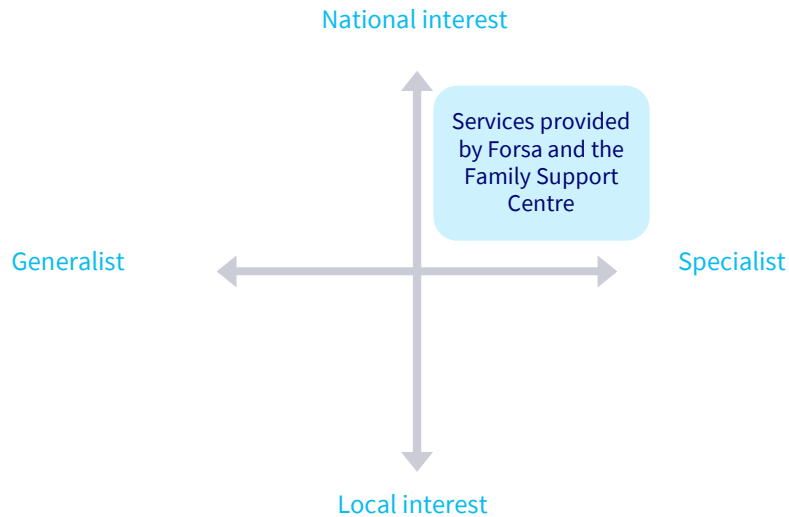 National interest
Services provided
by Forsa and the
Family Support
Centre
Generalist
Specialist
Local interest